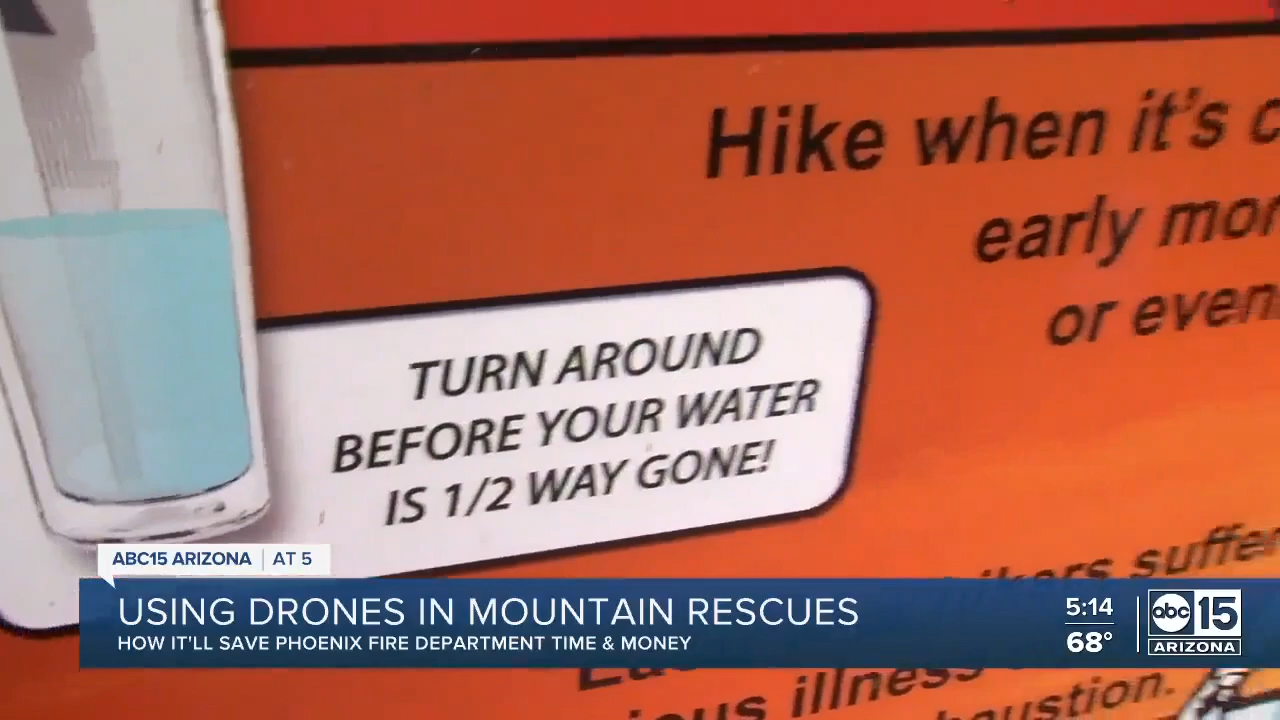 Hike when it's
early
or
TURN AROUND
BEFORE YOUR WATER
IS 1/2 WAY GONE!
illness
ABC15 ARIZONA | AT 5
USING DRONES IN MOUNTAIN RESCUES
HOW IT'LL SAVE PHOENIX FIRE DEPARTMENT TIME & MONEY
5:14
68°
abc 15
ARIZONA